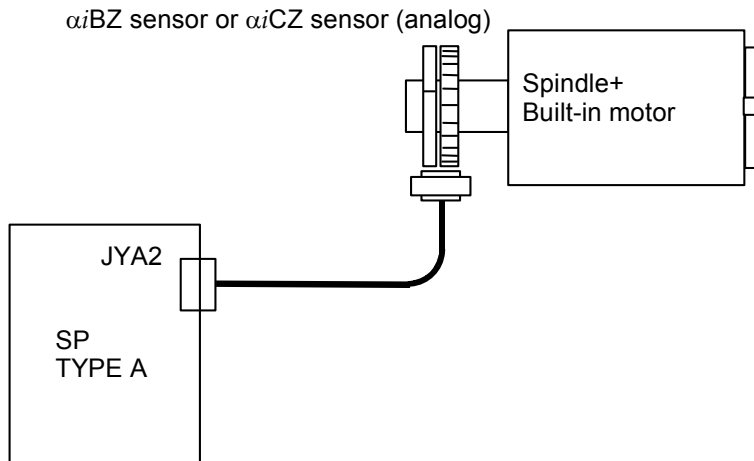 αiBZ sensor or αiCZ sensor (analog)
Spindle+
Built-in motor
JYA2
SP
TYPE A